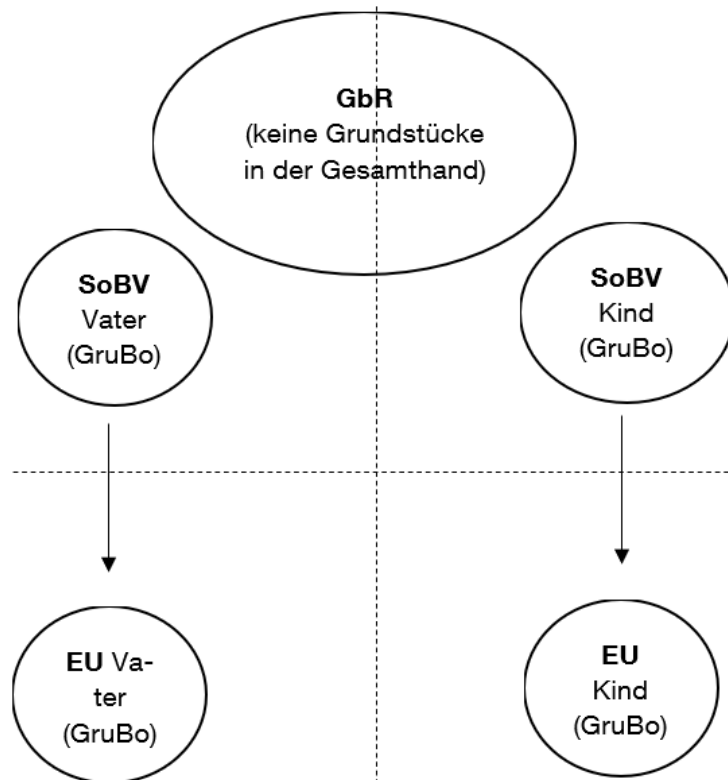 GbR
(keine Grundstücke
in der Gesamthand)
SoBV
Vater
(GruBo)
SoBV
Kind
(GruBo)
EU Va-
ter
(GruBo)
EU
Kind
(GruBo)